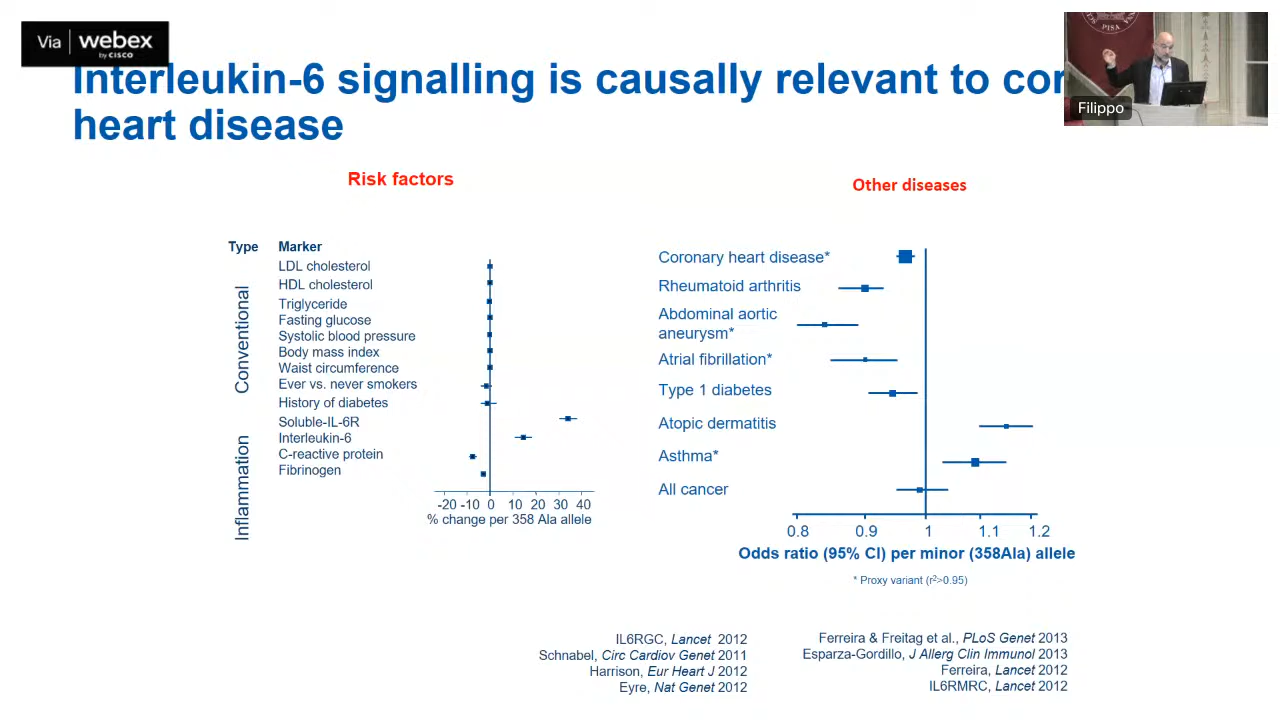 Via webex
by CISCO
Interleukin-6 signalling is causally relevant to cor
heart disease
PISA
Filippo
Risk factors
Type Marker
Conventional
LDL cholesterol
HDL cholesterol
Triglyceride
Fasting glucose
Systolic blood pressure
Body mass index
Waist circumference
Ever vs. never smokers
History of diabetes
Inflammation
Soluble-IL-6R
Interleukin-6
C-reactive protein
Fibrinogen
-20 -10 0 10 20 30 40
% change per 358 Ala allele
Other diseases
Coronary heart disease*
Rheumatoid arthritis
Abdominal aortic
aneurysm*
Atrial fibrillation*
Type 1 diabetes
Atopic dermatitis
Asthma*
All cancer
0.8 0.9 1 1.1 1.2
Odds ratio (95% CI) per minor (358Ala) allele
* Proxy variant (r²>0.95)
IL6RGC, Lancet 2012
Schnabel, Circ Cardiov Genet 2011
Harrison, Eur Heart J 2012
Eyre, Nat Genet 2012
Ferreira & Freitag et al., PLoS Genet 2013
Esparza-Gordillo, J Allerg Clin Immunol 2013
Ferreira, Lancet 2012
IL6RMRC, Lancet 2012